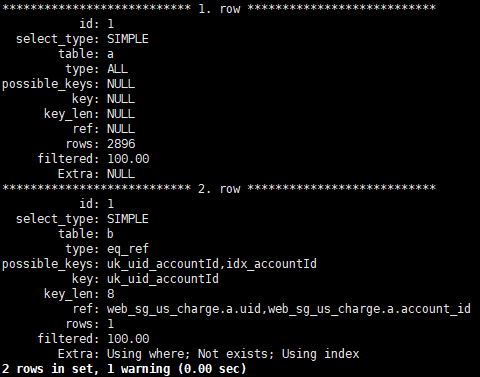 *************************** 1. row ***************************
id: 1
select_type: SIMPLE
table: a
type: ALL
possible_keys: NULL
key: NULL
key_len: NULL
ref: NULL
rows: 2896
filtered: 100.00
Extra: NULL
*************************** 2. row ***************************
id: 1
select_type: SIMPLE
table: b
type: eq_ref
possible_keys: uk_uid_accountId,idx_accountId
key: uk_uid_accountId
key_len: 8
ref: web_sg_us_charge.a.uid,web_sg_us_charge.a.account_id
rows: 1
filtered: 100.00
Extra: Using where; Not exists; Using index
2 rows in set, 1 warning (0.00 sec)